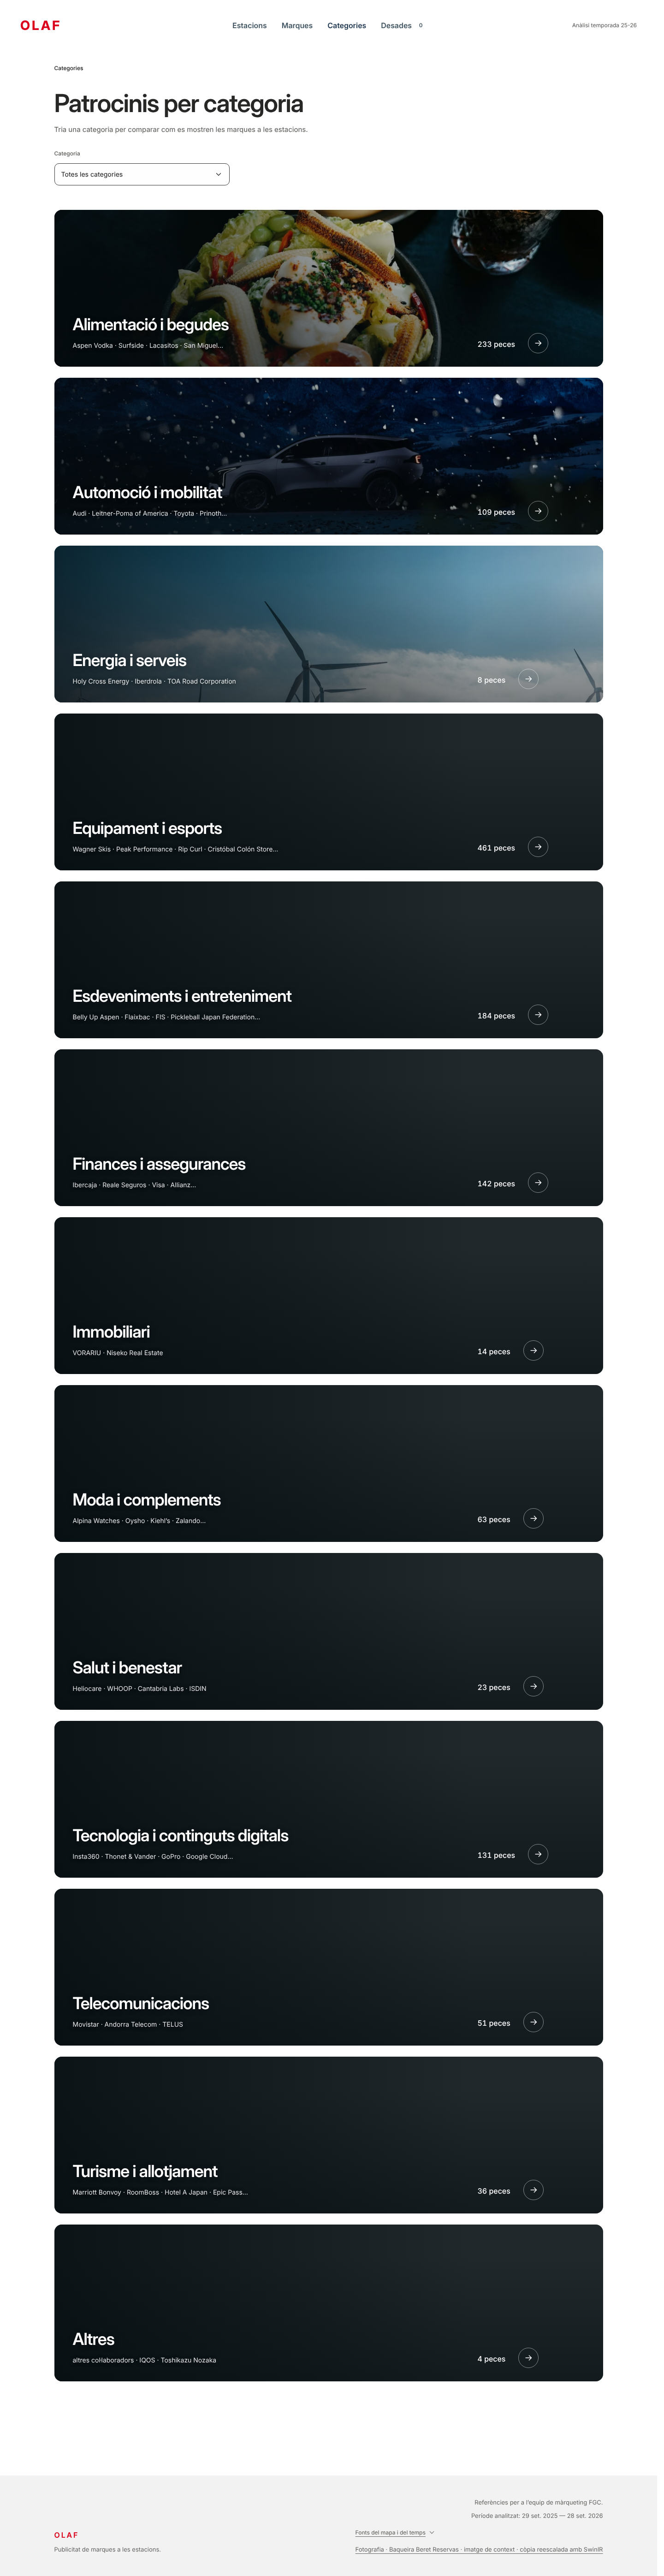 OLAF
Estacions
Marques
Categories
Desades 0
Anàlisi temporada 25-26
Categories
Patrocinis per categoria
Tria una categoria per comparar com es mostren les marques a les estacions.
Categoria
Totes les categories
Alimentació i begudes
Aspen Vodka · Surfside · Lacasitos · San Miguel…
233 peces
Automoció i mobilitat
Audi · Leitner-Poma of America · Toyota · Prinoth…
109 peces
Energia i serveis
Holy Cross Energy · Iberdrola · TOA Road Corporation
8 peces
Equipament i esports
Wagner Skis · Peak Performance · Rip Curl · Cristóbal Colón Store…
461 peces
Esdeveniments i entreteniment
Belly Up Aspen · Flaixbac · FIS · Pickleball Japan Federation…
184 peces
Finances i assegurances
Ibercaja · Reale Seguros · Visa · Allianz…
142 peces
Immobiliari
VORARIU · Niseko Real Estate
14 peces
Moda i complements
Alpina Watches · Oysho · Kiehl’s · Zalando…
63 peces
Salut i benestar
Heliocare · WHOOP · Cantabria Labs · ISDIN
23 peces
Tecnologia i continguts digitals
Insta360 · Thonet & Vander · GoPro · Google Cloud…
131 peces
Telecomunicacions
Movistar · Andorra Telecom · TELUS
51 peces
Turisme i allotjament
Marriott Bonvoy · RoomBoss · Hotel A Japan · Epic Pass…
36 peces
Altres
altres col·laboradors · IQOS · Toshikazu Nozaka
4 peces
Referències per a l’equip de màrqueting FGC.
Període analitzat: 29 set. 2025 — 28 set. 2026
OLAF
Publicitat de marques a les estacions.
Fonts del mapa i del temps
Fotografia · Baqueira Beret Reservas · imatge de context · còpia reescalada amb SwinIR